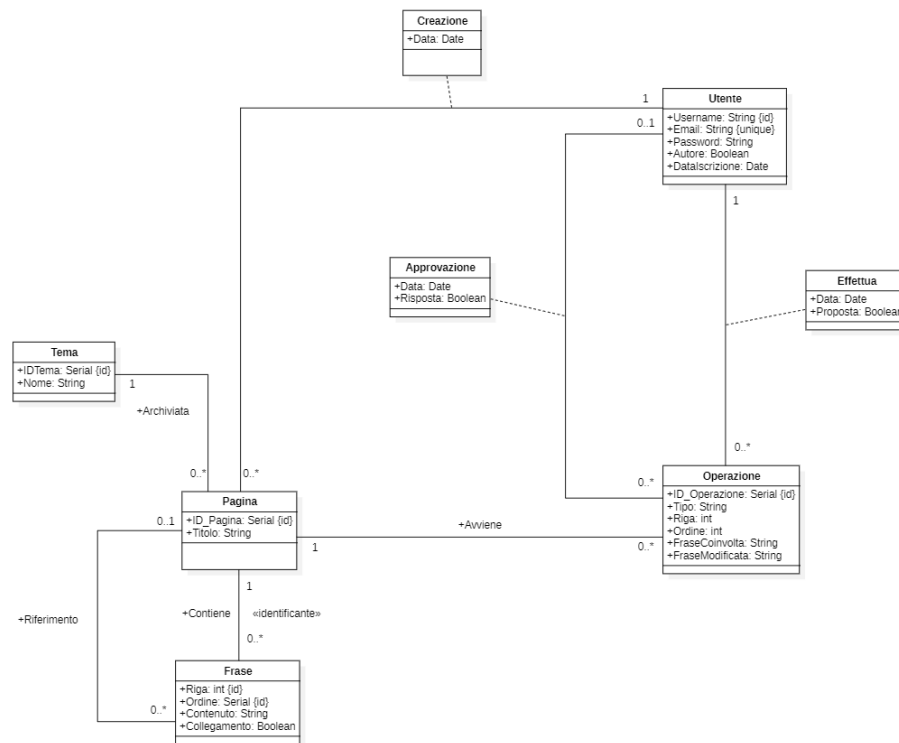 Creazione
+Data: Date
1
Utente
+Username: String {id}
+Email: String {unique}
+Password: String
+Autore: Boolean
+DataIscrizione: Date
0..1
1
Approvazione
+Data: Date
+Risposta: Boolean
Effettua
+Data: Date
+Proposta: Boolean
Tema
+IDTema: Serial {id}
+Nome: String
1
+Archiviata
0..*
0..*
0..*
0..*
Pagina
+ID_Pagina: Serial {id}
+Titolo: String
0..1
1
+Avviene
0..*
Operazione
+ID_Operazione: Serial {id}
+Tipo: String
+Riga: int
+Ordine: int
+FraseCoinvolta: String
+FraseModificata: String
1
+Contiene
«identificante»
0..*
+Riferimento
0..*
Frase
+Riga: int {id}
+Ordine: Serial {id}
+Contenuto: String
+Collegamento: Boolean